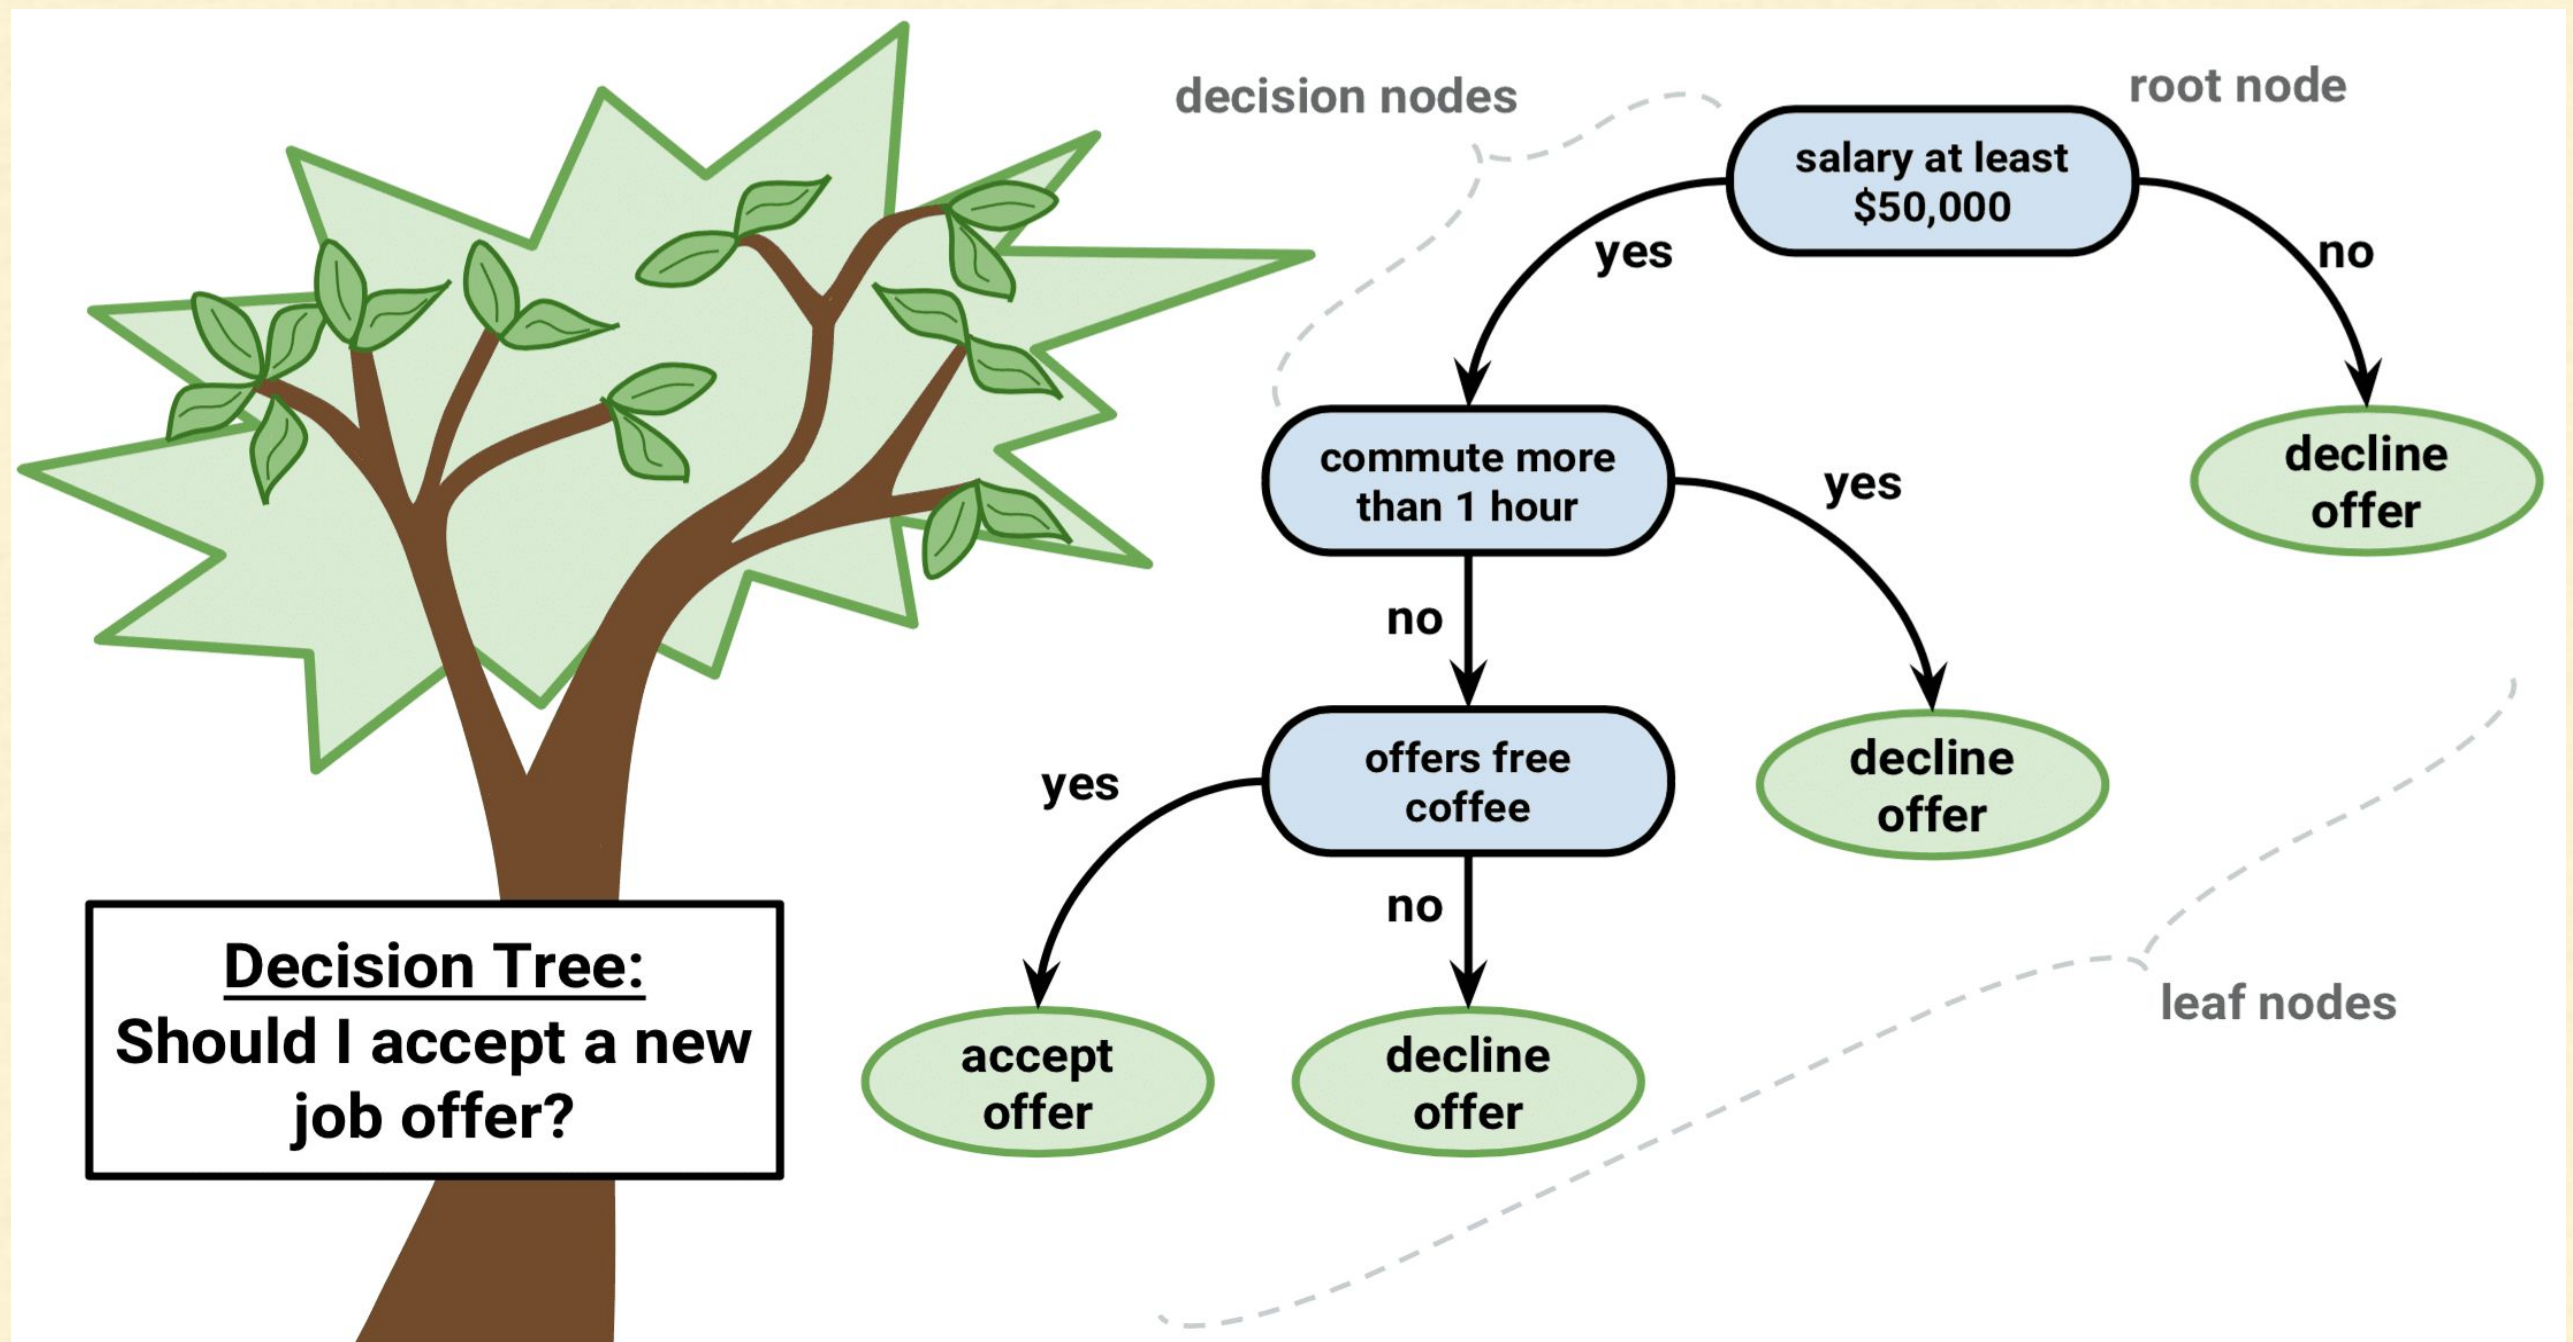 decision nodes
root node
salary at least
$50,000
yes
no
commute more
than 1 hour
yes
decline
offer
no
offers free
coffee
yes
decline
offer
no
accept
offer
decline
offer
leaf nodes
Decision Tree:
Should I accept a new
job offer?